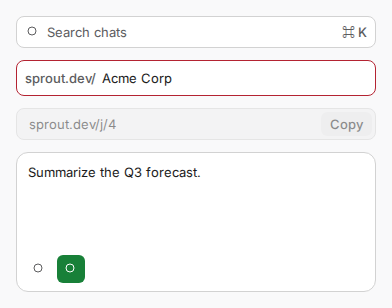 Search chats ⌘ K
sprout.dev/ Acme Corp
sprout.dev/j/4 Copy
Summarize the Q3 forecast.